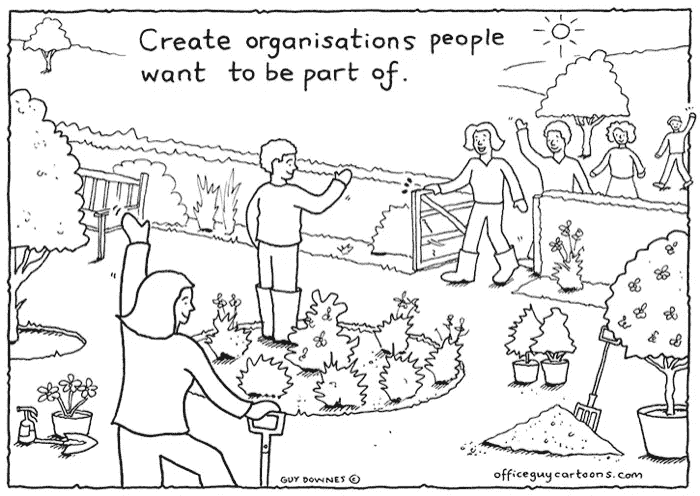 Create organisations people
want to be part of.
GUY DOWNES ©
officeguycartoons.com